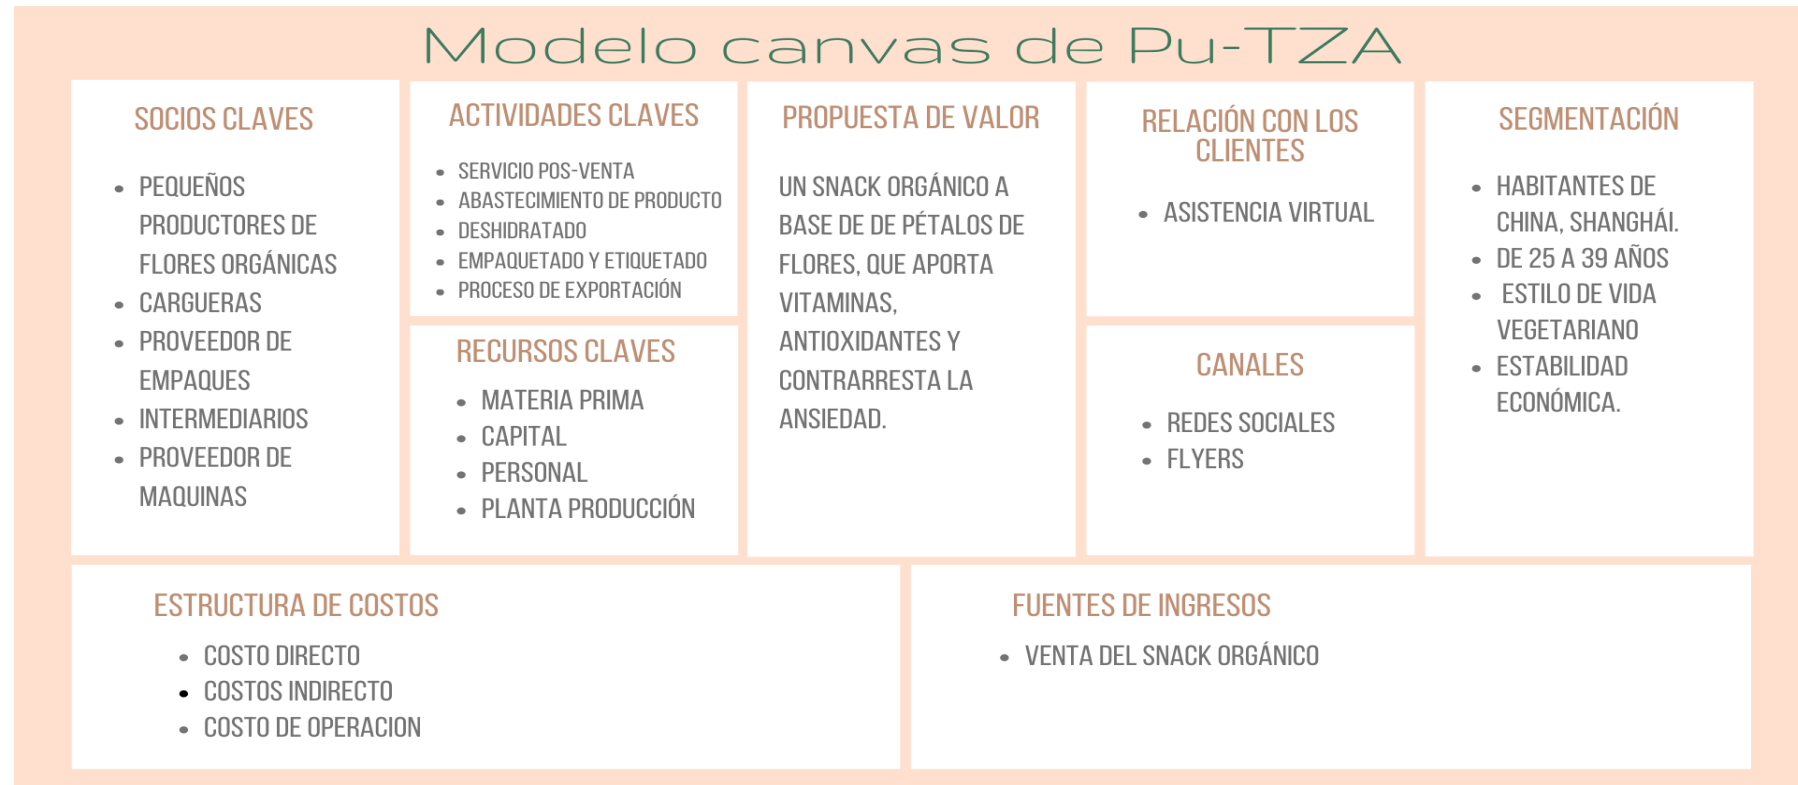 Modelo canvas de Pu-TZA
SOCIOS CLAVES
• PEQUEÑOS
PRODUCTORES DE
FLORES ORGÁNICAS
• CARGUERAS
• PROVEEDOR DE
EMPAQUES
• INTERMEDIARIOS
• PROVEEDOR DE
MAQUINAS
ACTIVIDADES CLAVES
• SERVICIO POS-VENTA
• ABASTECIMIENTO DE PRODUCTO
• DESHIDRATADO
• EMPAQUETADO Y ETIQUETADO
• PROCESO DE EXPORTACIÓN
RECURSOS CLAVES
• MATERIA PRIMA
• CAPITAL
• PERSONAL
• PLANTA PRODUCCIÓN
PROPUESTA DE VALOR
UN SNACK ORGÁNICO A
BASE DE DE PÉTALOS DE
FLORES, QUE APORTA
VITAMINAS,
ANTIOXIDANTES Y
CONTRARRESTA LA
ANSIEDAD.
RELACIÓN CON LOS
CLIENTES
• ASISTENCIA VIRTUAL
CANALES
• REDES SOCIALES
• FLYERS
SEGMENTACIÓN
• HABITANTES DE
CHINA, SHANGHÁI.
• DE 25 A 39 AÑOS
• ESTILO DE VIDA
VEGETARIANO
• ESTABILIDAD
ECONÓMICA.
ESTRUCTURA DE COSTOS
• COSTO DIRECTO
• COSTOS INDIRECTO
• COSTO DE OPERACION
FUENTES DE INGRESOS
• VENTA DEL SNACK ORGÁNICO